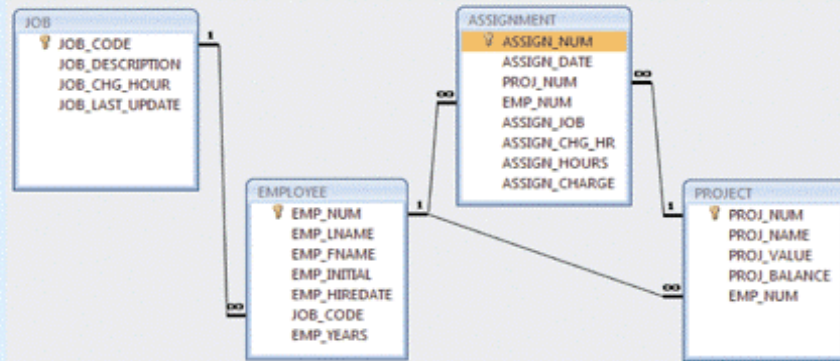 JOB
JOB_CODE
JOB_DESCRIPTION
JOB_CHG_HOUR
JOB_LAST_UPDATE
1
∞
EMPLOYEE
EMP_NUM
EMP_LNAME
EMP_FNAME
EMP_INITIAL
EMP_HIREDATE
JOB_CODE
EMP_YEARS
1
∞
ASSIGNMENT
ASSIGN_NUM
ASSIGN_DATE
PROJ_NUM
EMP_NUM
ASSIGN_JOB
ASSIGN_CHG_HR
ASSIGN_HOURS
ASSIGN_CHARGE
∞
1
∞
PROJECT
PROJ_NUM
PROJ_NAME
PROJ_VALUE
PROJ_BALANCE
EMP_NUM